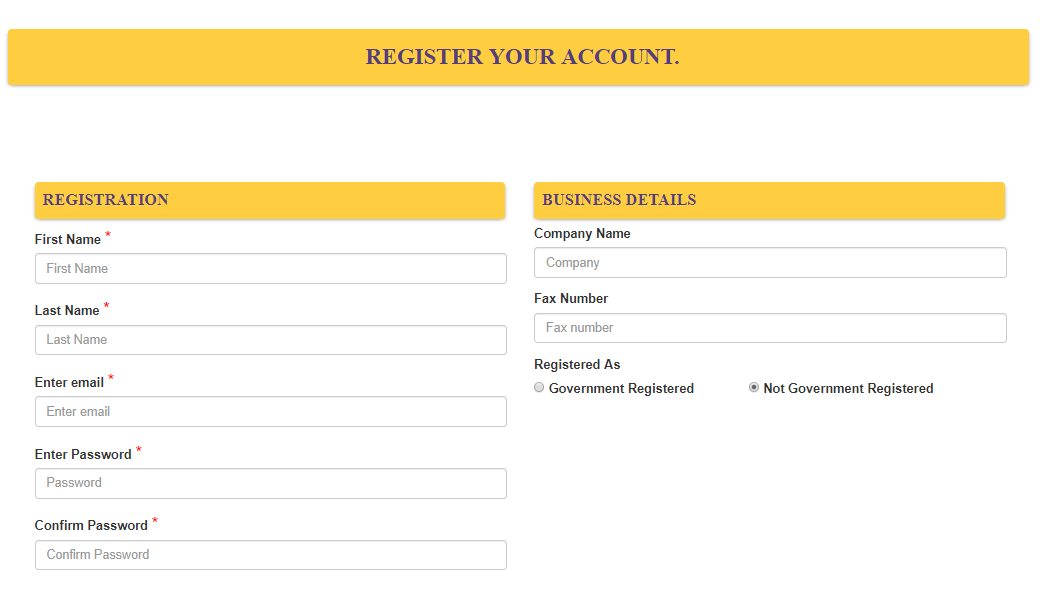 REGISTER YOUR ACCOUNT.
REGISTRATION
First Name *
First Name
Last Name *
Last Name
Enter email *
Enter email
Enter Password *
Password
Confirm Password *
Confirm Password
BUSINESS DETAILS
Company Name
Company
Fax Number
Fax number
Registered As
Government Registered
Not Government Registered